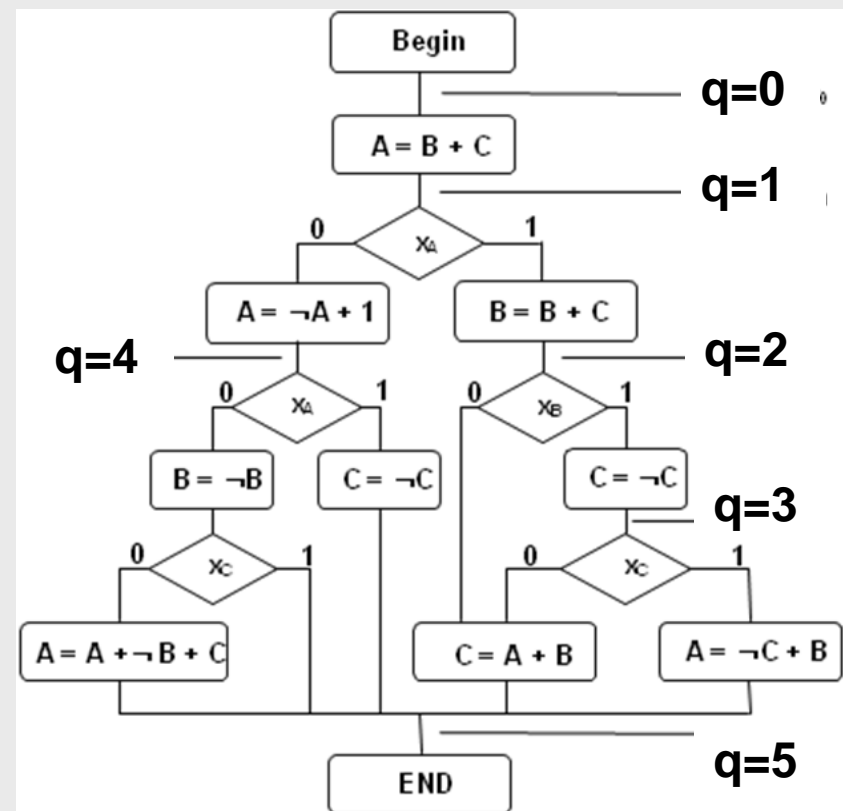 Begin
q=0
A = B + C
q=1
0
1
XA
A = ¬A + 1
B = B + C
q=4
q=2
0
1
0
1
XA
XB
B = ¬B
C = ¬C
C = ¬C
q=3
0
1
0
1
XC
XC
A = A + ¬ B + C
C = A + B
A = ¬C + B
q=5
END